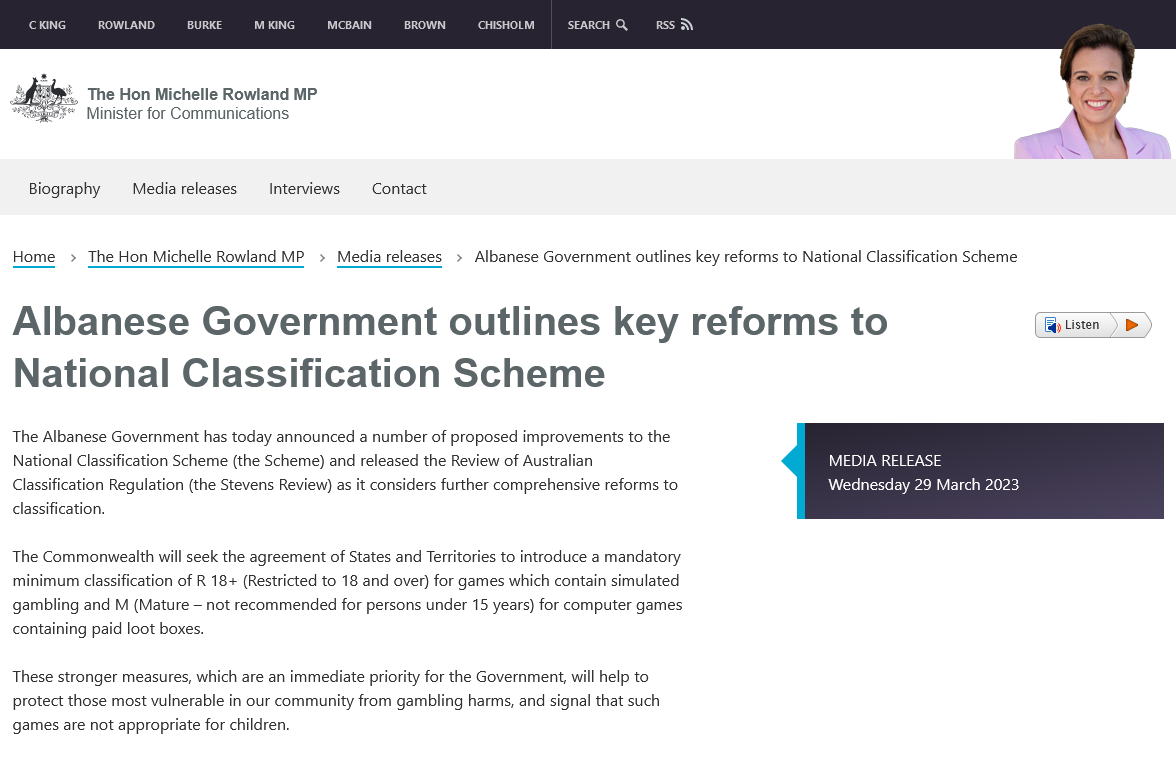 C KING ROWLAND BURKE M KING MCBAIN BROWN CHISHOLM SEARCH RSS
The Hon Michelle Rowland MP
Minister for Communications
Biography Media releases Interviews Contact
Home The Hon Michelle Rowland MP Media releases Albanese Government outlines key reforms to National Classification Scheme
Albanese Government outlines key reforms to
National Classification Scheme
Listen
The Albanese Government has today announced a number of proposed improvements to the
National Classification Scheme (the Scheme) and released the Review of Australian
Classification Regulation (the Stevens Review) as it considers further comprehensive reforms to
classification.
MEDIA RELEASE
Wednesday 29 March 2023
The Commonwealth will seek the agreement of States and Territories to introduce a mandatory
minimum classification of R 18+ (Restricted to 18 and over) for games which contain simulated
gambling and M (Mature – not recommended for persons under 15 years) for computer games
containing paid loot boxes.
These stronger measures, which are an immediate priority for the Government, will help to
protect those most vulnerable in our community from gambling harms, and signal that such
games are not appropriate for children.